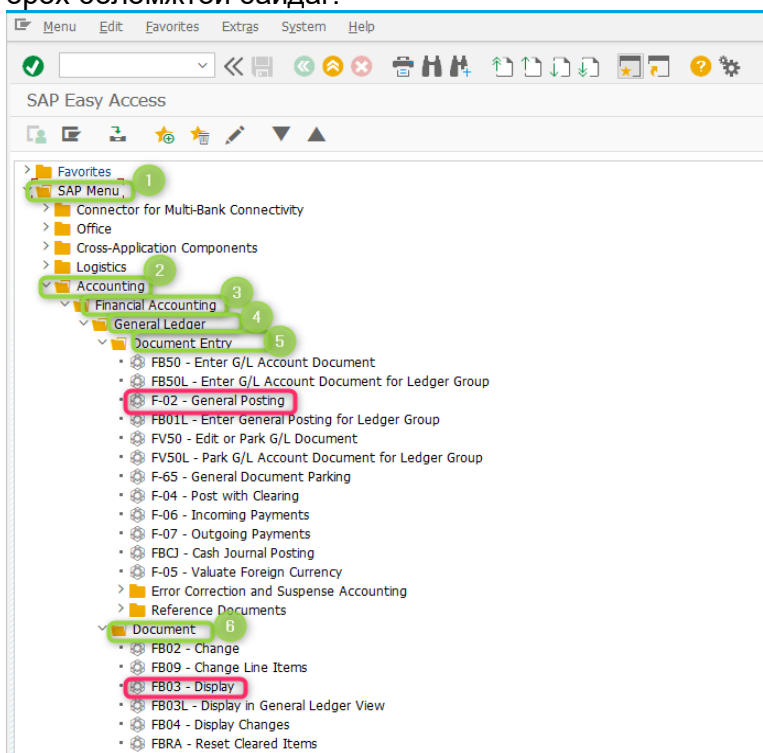 орох боломжтой байдаг.
Menu Edit Favorites Extras System Help
SAP Easy Access
Favorites
1
SAP Menu
Connector for Multi-Bank Connectivity
Office
Cross-Application Components
Logistics
2
Accounting
3
Financial Accounting
4
General Ledger
5
Document Entry
FB50 - Enter G/L Account Document
FB50L - Enter G/L Account Document for Ledger Group
F-02 - General Posting
FB01L - Enter General Posting for Ledger Group
FV50 - Edit or Park G/L Document
FV50L - Park G/L Account Document for Ledger Group
F-65 - General Document Parking
F-04 - Post with Clearing
F-06 - Incoming Payments
F-07 - Outgoing Payments
FBCJ - Cash Journal Posting
F-05 - Valuate Foreign Currency
Error Correction and Suspense Accounting
Reference Documents
Document 6
FB02 - Change
FB09 - Change Line Items
FB03 - Display
FB03L - Display in General Ledger View
FB04 - Display Changes
FBRA - Reset Cleared Items